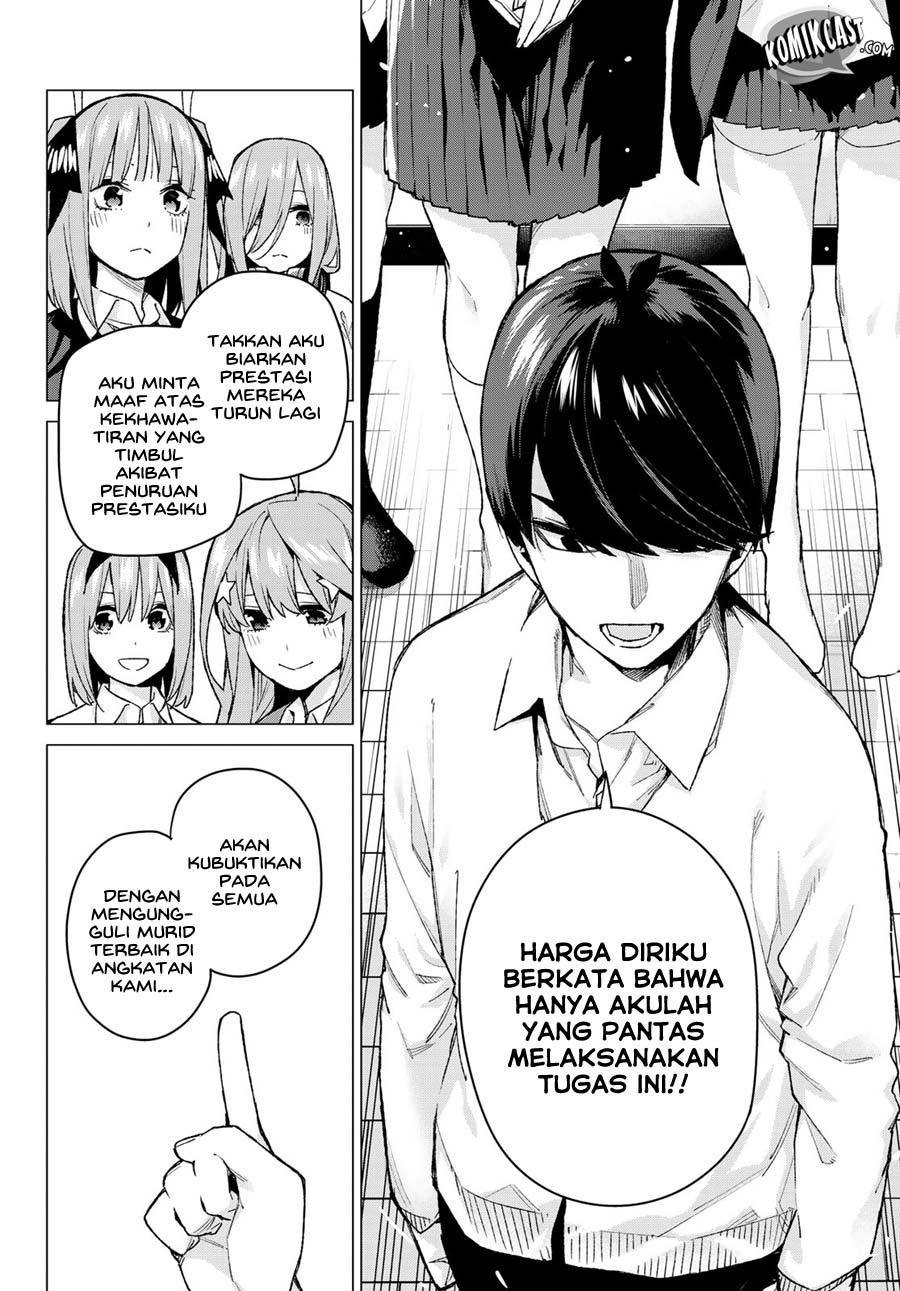 KOMIKCAST
.COM
HARGA DIRIKU
BERKATA BAHWA
HANYA AKULAH
YANG PANTAS
MELAKSANAKAN
TUGAS INI!!
TAKKAN AKU
BIARKAN
PRESTASI
MEREKA
TURUN LAGI
AKU MINTA
MAAF ATAS
KEKHAWA-
TIRAN YANG
TIMBUL
AKIBAT
PENURUAN
PRESTASIKU
AKAN
KUBUKTIKAN
PADA
SEMUA
DENGAN
MENGUNG-
GULI MURID
TERBAIK DI
ANGKATAN
KAMI...